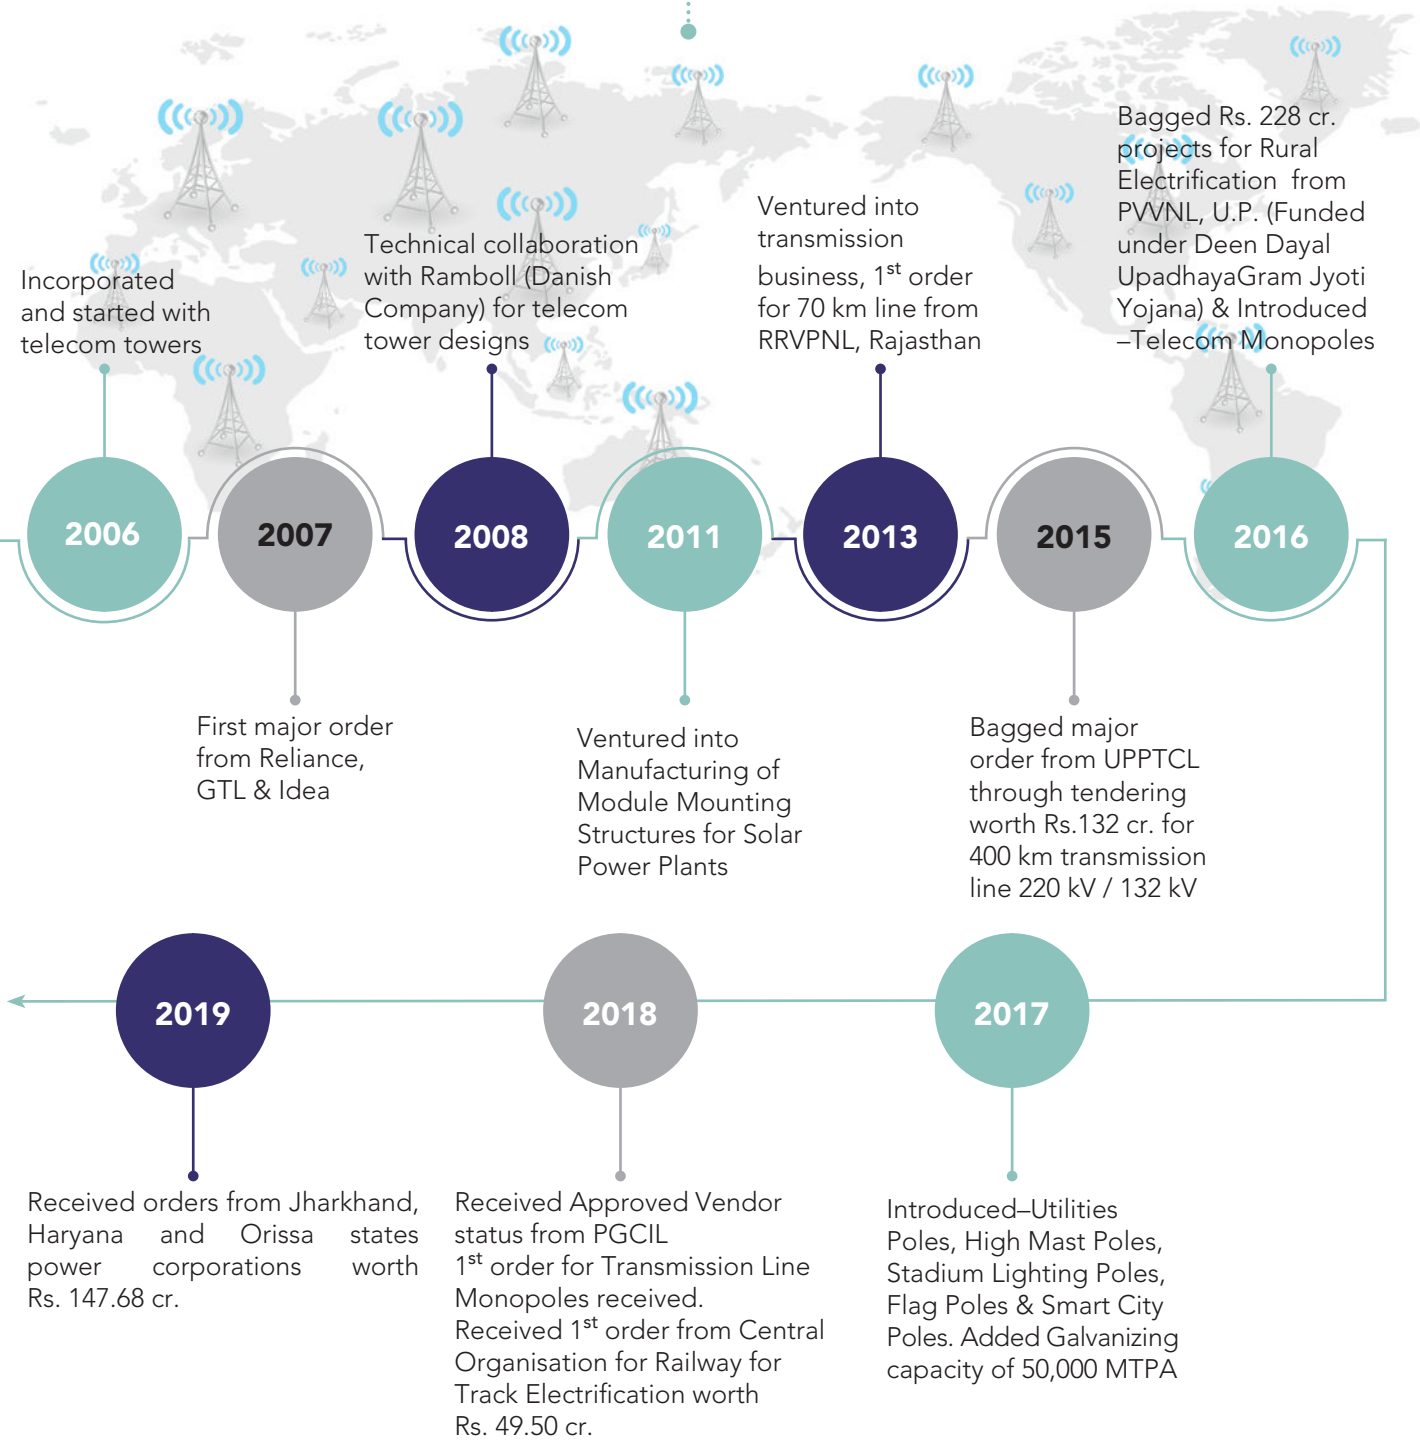 Incorporated
and started with
telecom towers
2006
2007
First major order
from Reliance,
GTL & Idea
Technical collaboration
with Ramboll (Danish
Company) for telecom
tower designs
2008
2011
Ventured into
Manufacturing of
Module Mounting
Structures for Solar
Power Plants
Ventured into
transmission
business, 1st order
for 70 km line from
RRVPNL, Rajasthan
2013
2015
Bagged major
order from UPPTCL
through tendering
worth Rs.132 cr. for
400 km transmission
line 220 kV / 132 kV
Bagged Rs. 228 cr.
projects for Rural
Electrification from
PVVNL, U.P. (Funded
under Deen Dayal
UpadhayaGram Jyoti
Yojana) & Introduced
–Telecom Monopoles
2016
2017
Introduced–Utilities
Poles, High Mast Poles,
Stadium Lighting Poles,
Flag Poles & Smart City
Poles. Added Galvanizing
capacity of 50,000 MTPA
2018
Received Approved Vendor
status from PGCIL
1st order for Transmission Line
Monopoles received.
Received 1st order from Central
Organisation for Railway for
Track Electrification worth
Rs. 49.50 cr.
2019
Received orders from Jharkhand,
Haryana and Orissa states
power corporations worth
Rs. 147.68 cr.